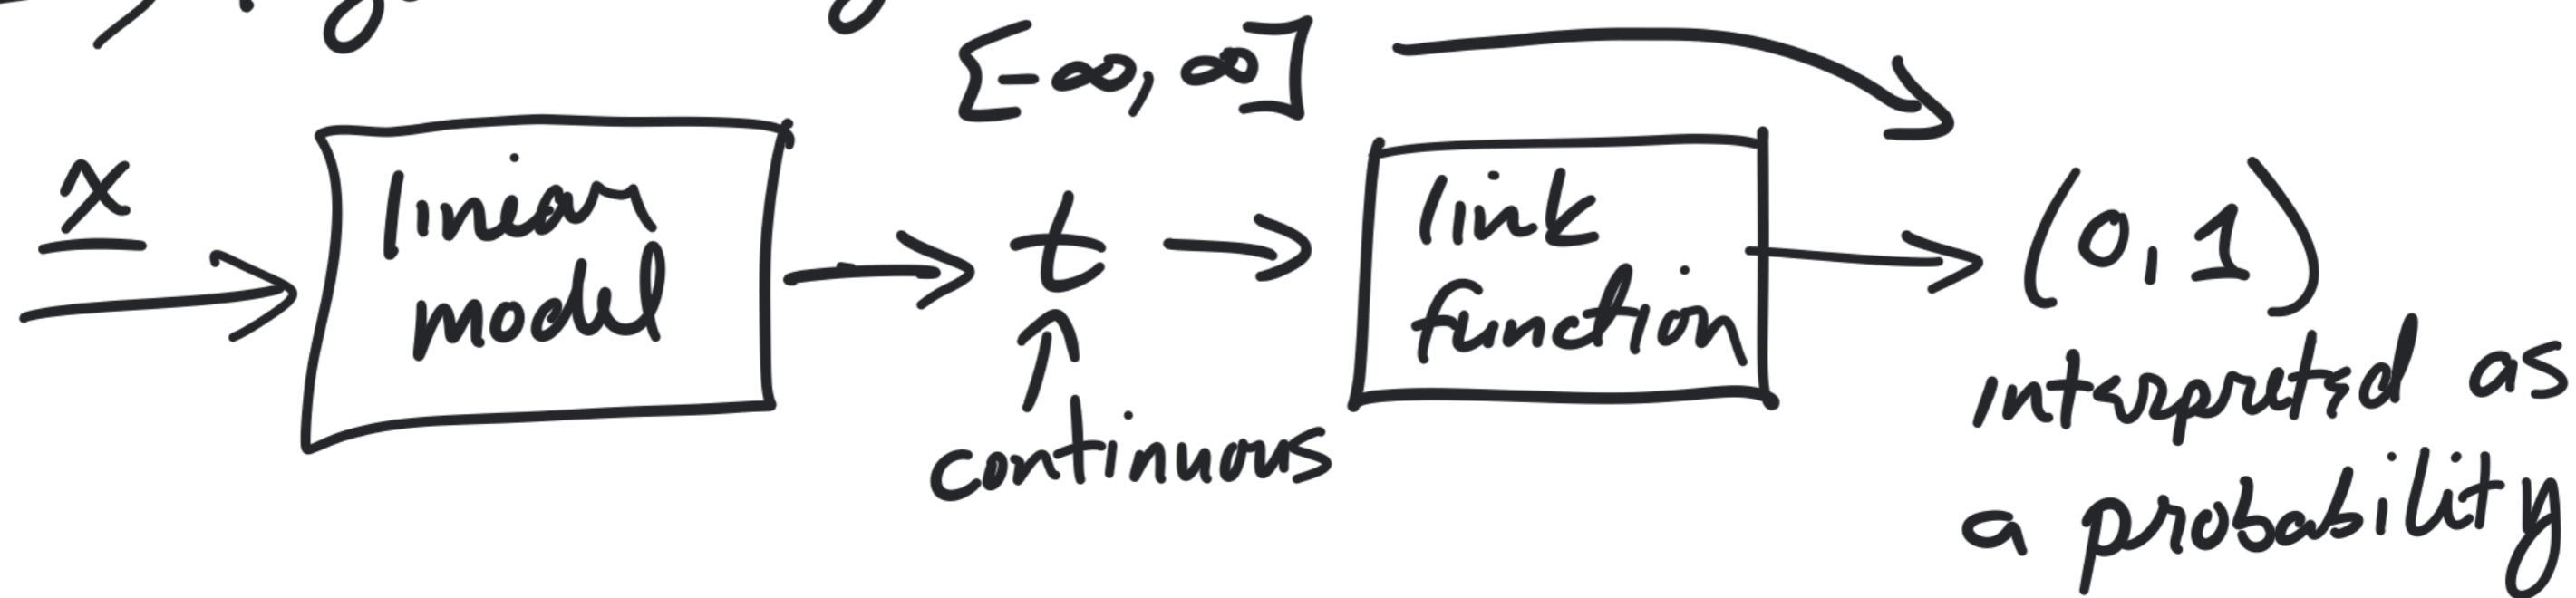 [-∞, ∞]
x
linear
model
t
continuous
link
function
(0, 1)
interpreted as
a probability